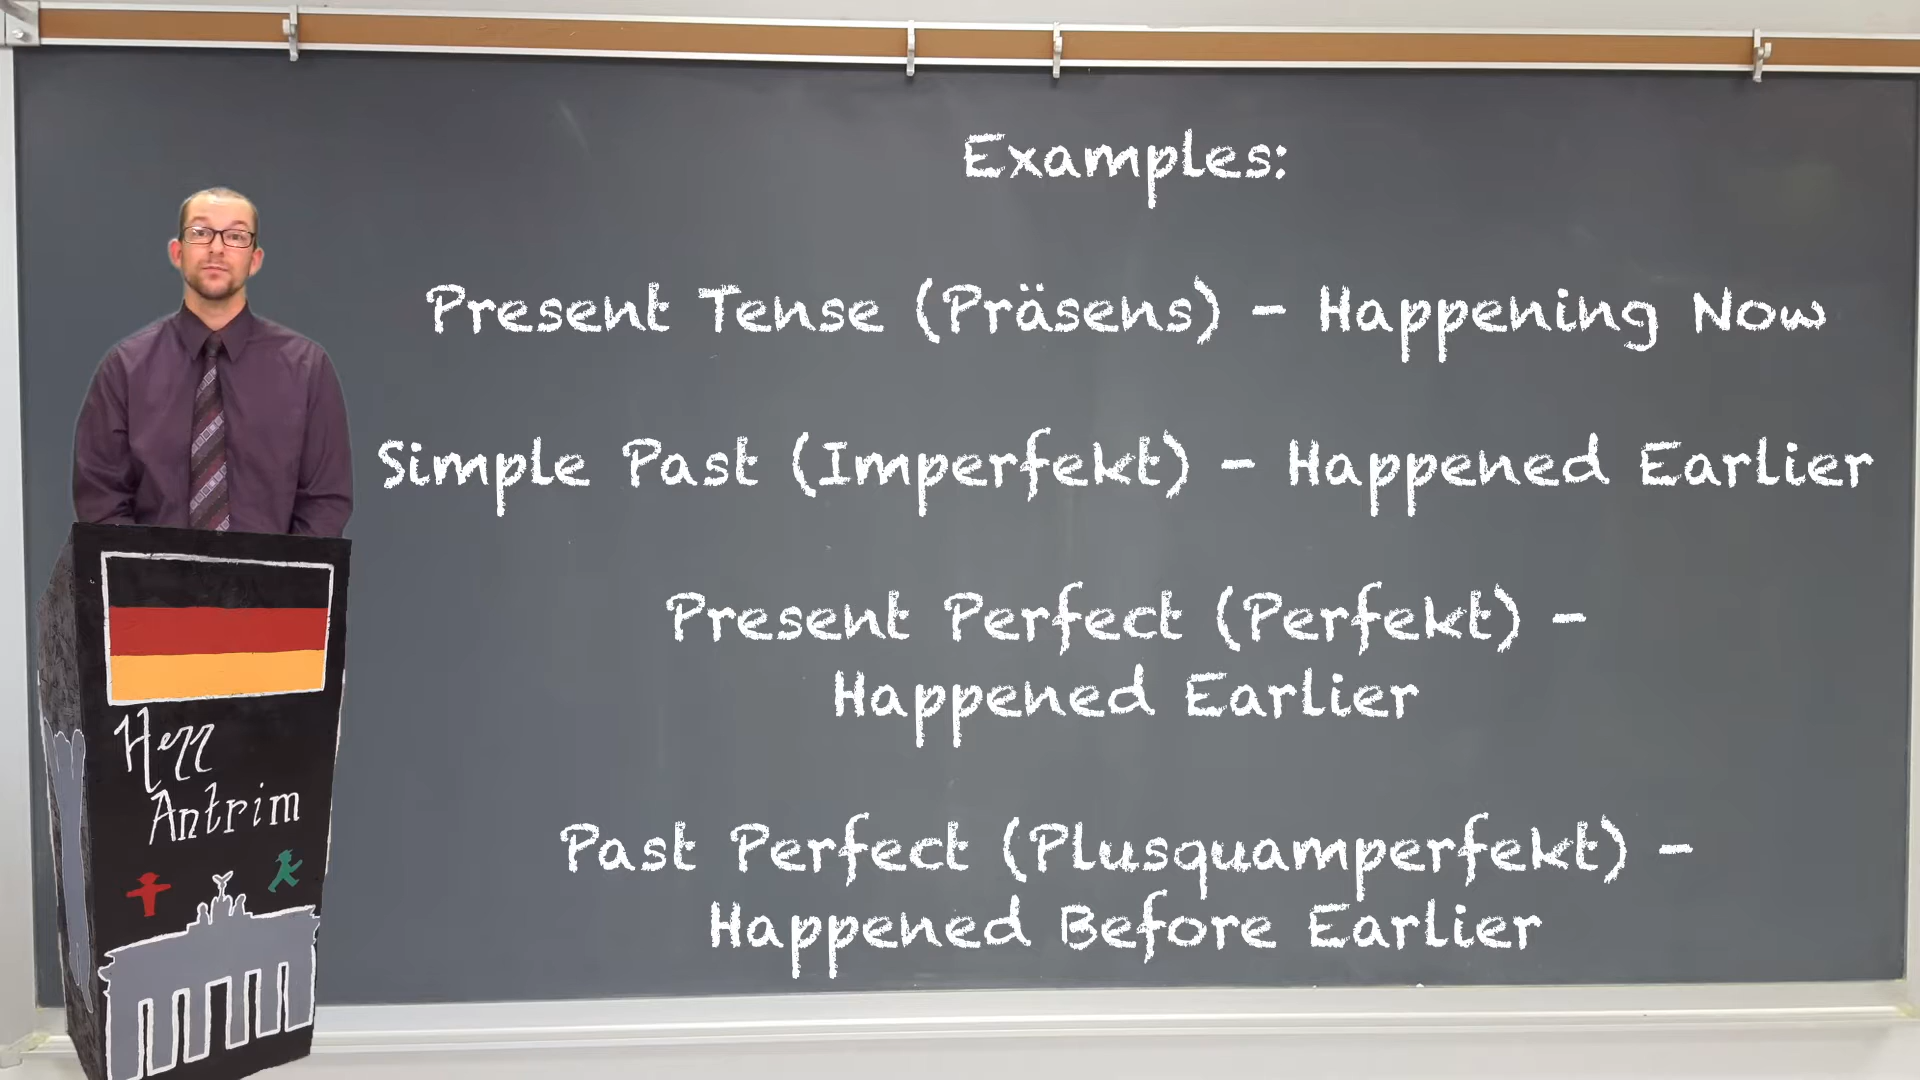 Examples:
Present Tense (Präsens) - Happening Now
Simple Past (Imperfekt) - Happened Earlier
Present Perfect (Perfekt) -
Happened Earlier
Past Perfect (Plusquamperfekt) -
Happened Before Earlier
Herr
Antrim